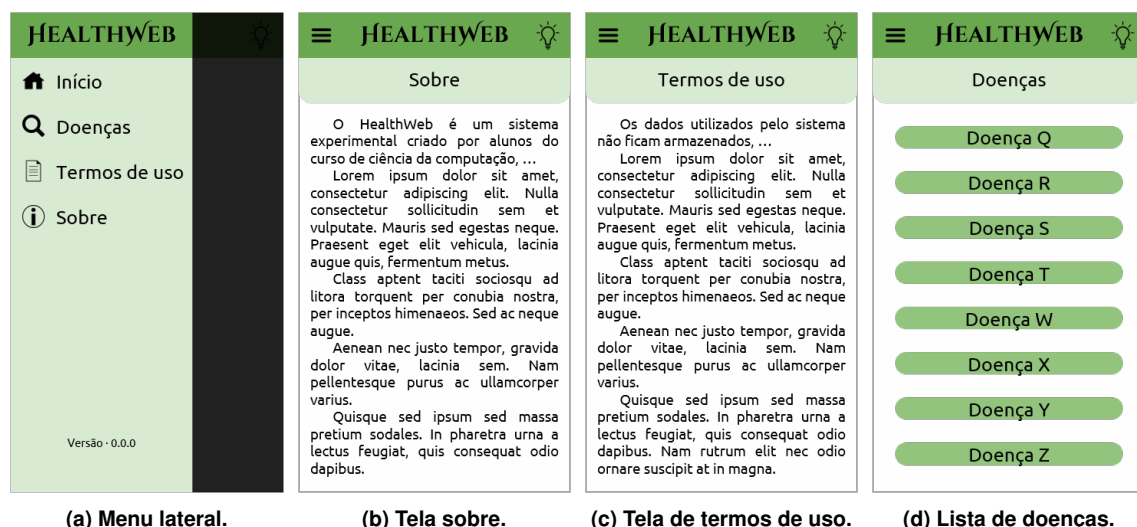 HEALTHWEB
Início
Doenças
Termos de uso
Sobre
Versão · 0.0.0
(a) Menu lateral.
HEALTHWEB
Sobre
O HealthWeb é um sistema
experimental criado por alunos do
curso de ciência da computação, ...
Lorem ipsum dolor sit amet,
consectetur adipiscing elit. Nulla
consectetur sollicitudin sem et
vulputate. Mauris sed egestas neque.
Praesent eget elit vehicula, lacinia
augue quis, fermentum metus.
Class aptent taciti sociosqu ad
litora torquent per conubia nostra,
per inceptos himenaeos. Sed ac neque
augue.
Aenean nec justo tempor, gravida
dolor vitae, lacinia sem. Nam
pellentesque purus ac ullamcorper
varius.
Quisque sed ipsum sed massa
pretium sodales. In pharetra urna a
lectus feugiat, quis consequat odio
dapibus.
(b) Tela sobre.
HEALTHWEB
Termos de uso
Os dados utilizados pelo sistema
não ficam armazenados, ...
Lorem ipsum dolor sit amet,
consectetur adipiscing elit. Nulla
consectetur sollicitudin sem et
vulputate. Mauris sed egestas neque.
Praesent eget elit vehicula, lacinia
augue quis, fermentum metus.
Class aptent taciti sociosqu ad
litora torquent per conubia nostra,
per inceptos himenaeos. Sed ac neque
augue.
Aenean nec justo tempor, gravida
dolor vitae, lacinia sem. Nam
pellentesque purus ac ullamcorper
varius.
Quisque sed ipsum sed massa
pretium sodales. In pharetra urna a
lectus feugiat, quis consequat odio
dapibus. Nam rutrum elit nec odio
ornare suscipit at in magna.
(c) Tela de termos de uso.
HEALTHWEB
Doenças
Doença Q
Doença R
Doença S
Doença T
Doença W
Doença X
Doença Y
Doença Z
(d) Lista de doenças.